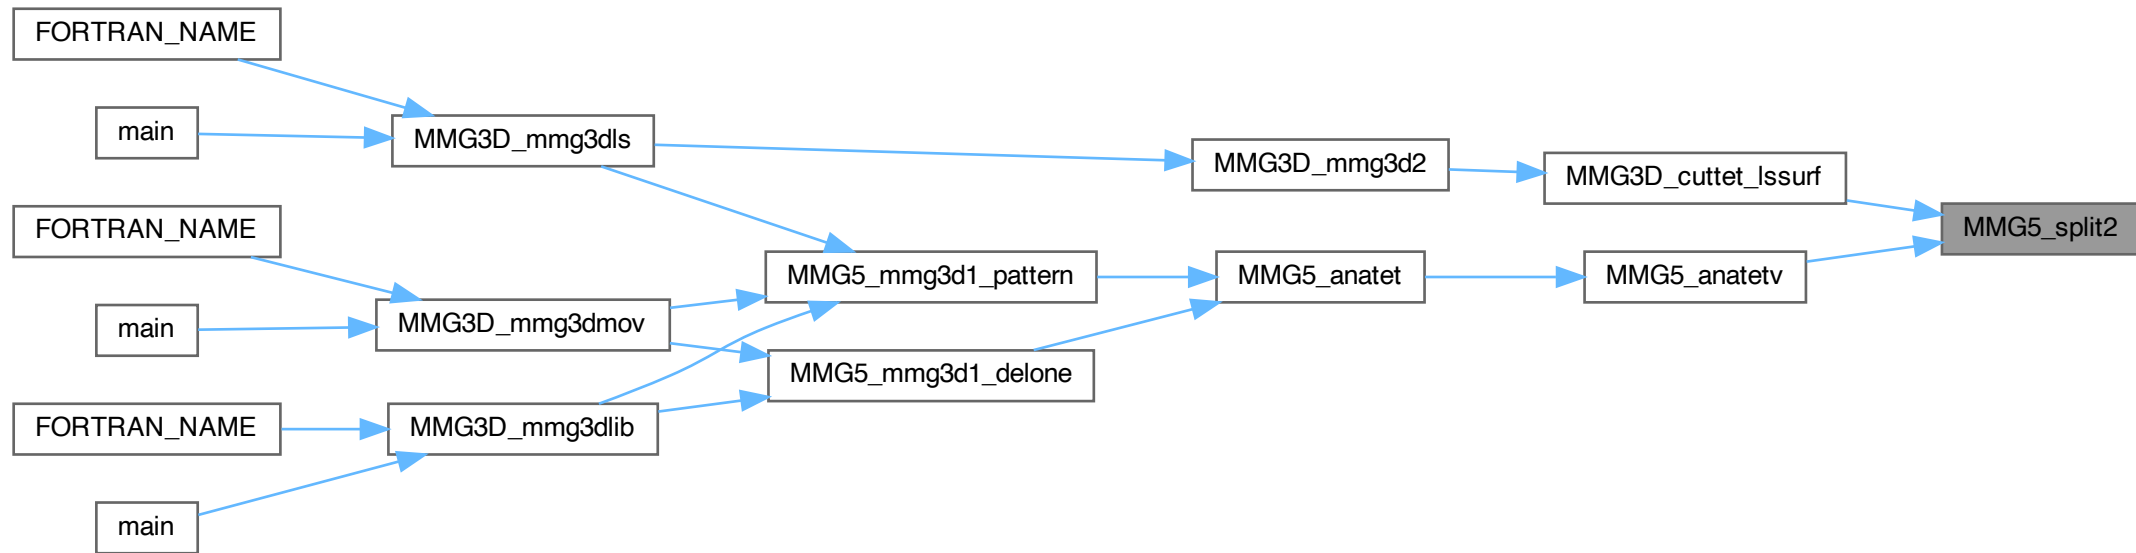 FORTRAN_NAME
main
MMG3D_mmg3dls
MMG3D_mmg3d2
MMG3D_cuttet_lssurf
MMG5_split2
FORTRAN_NAME
MMG5_mmg3d1_pattern
MMG5_anatet
MMG5_anatetv
main
MMG3D_mmg3dmov
MMG5_mmg3d1_delone
FORTRAN_NAME
MMG3D_mmg3dlib
main